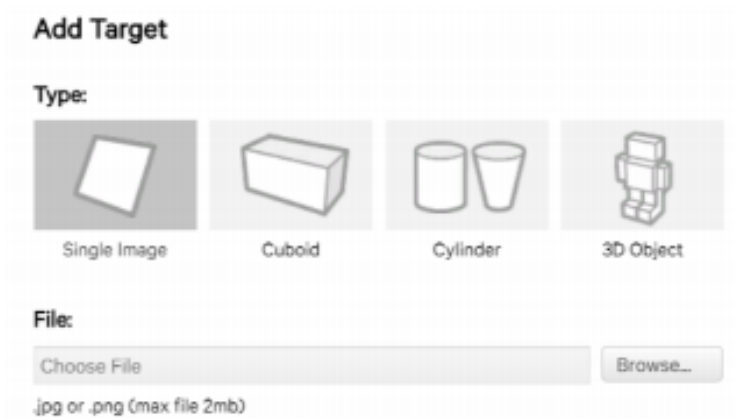 Add Target
Type:
Single Image Cuboid Cylinder 3D Object
File:
Choose File Browse...
.jpg or .png (max file 2mb)